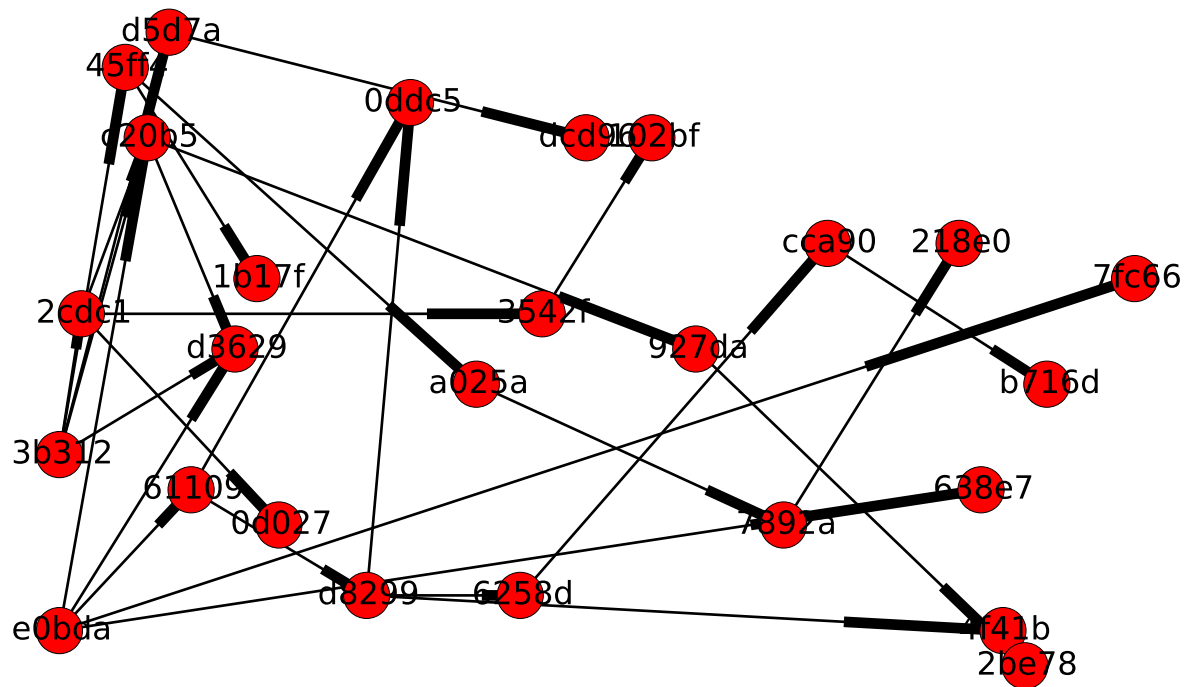 d5d7a
45ff4
0ddc5
c20b5
dcd96
102bf
cca90
218e0
1b17f
7fc66
2cdc1
3542f
d3629
927da
a025a
b716d
3b312
61109
638e7
0d027
7892a
d8299
6258d
e0bda
4f41b
2be78